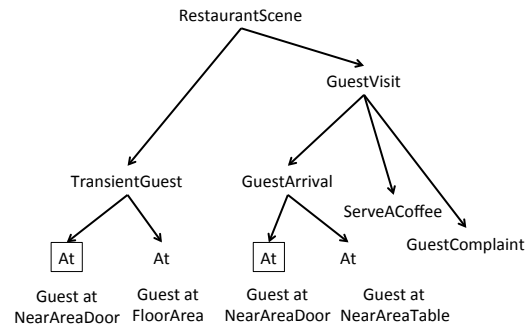 RestaurantScene
GuestVisit
TransientGuest
GuestArrival
ServeACoffee
GuestComplaint
At
At
At
At
Guest at
NearAreaDoor
Guest at
FloorArea
Guest at
NearAreaDoor
Guest at
NearAreaTable